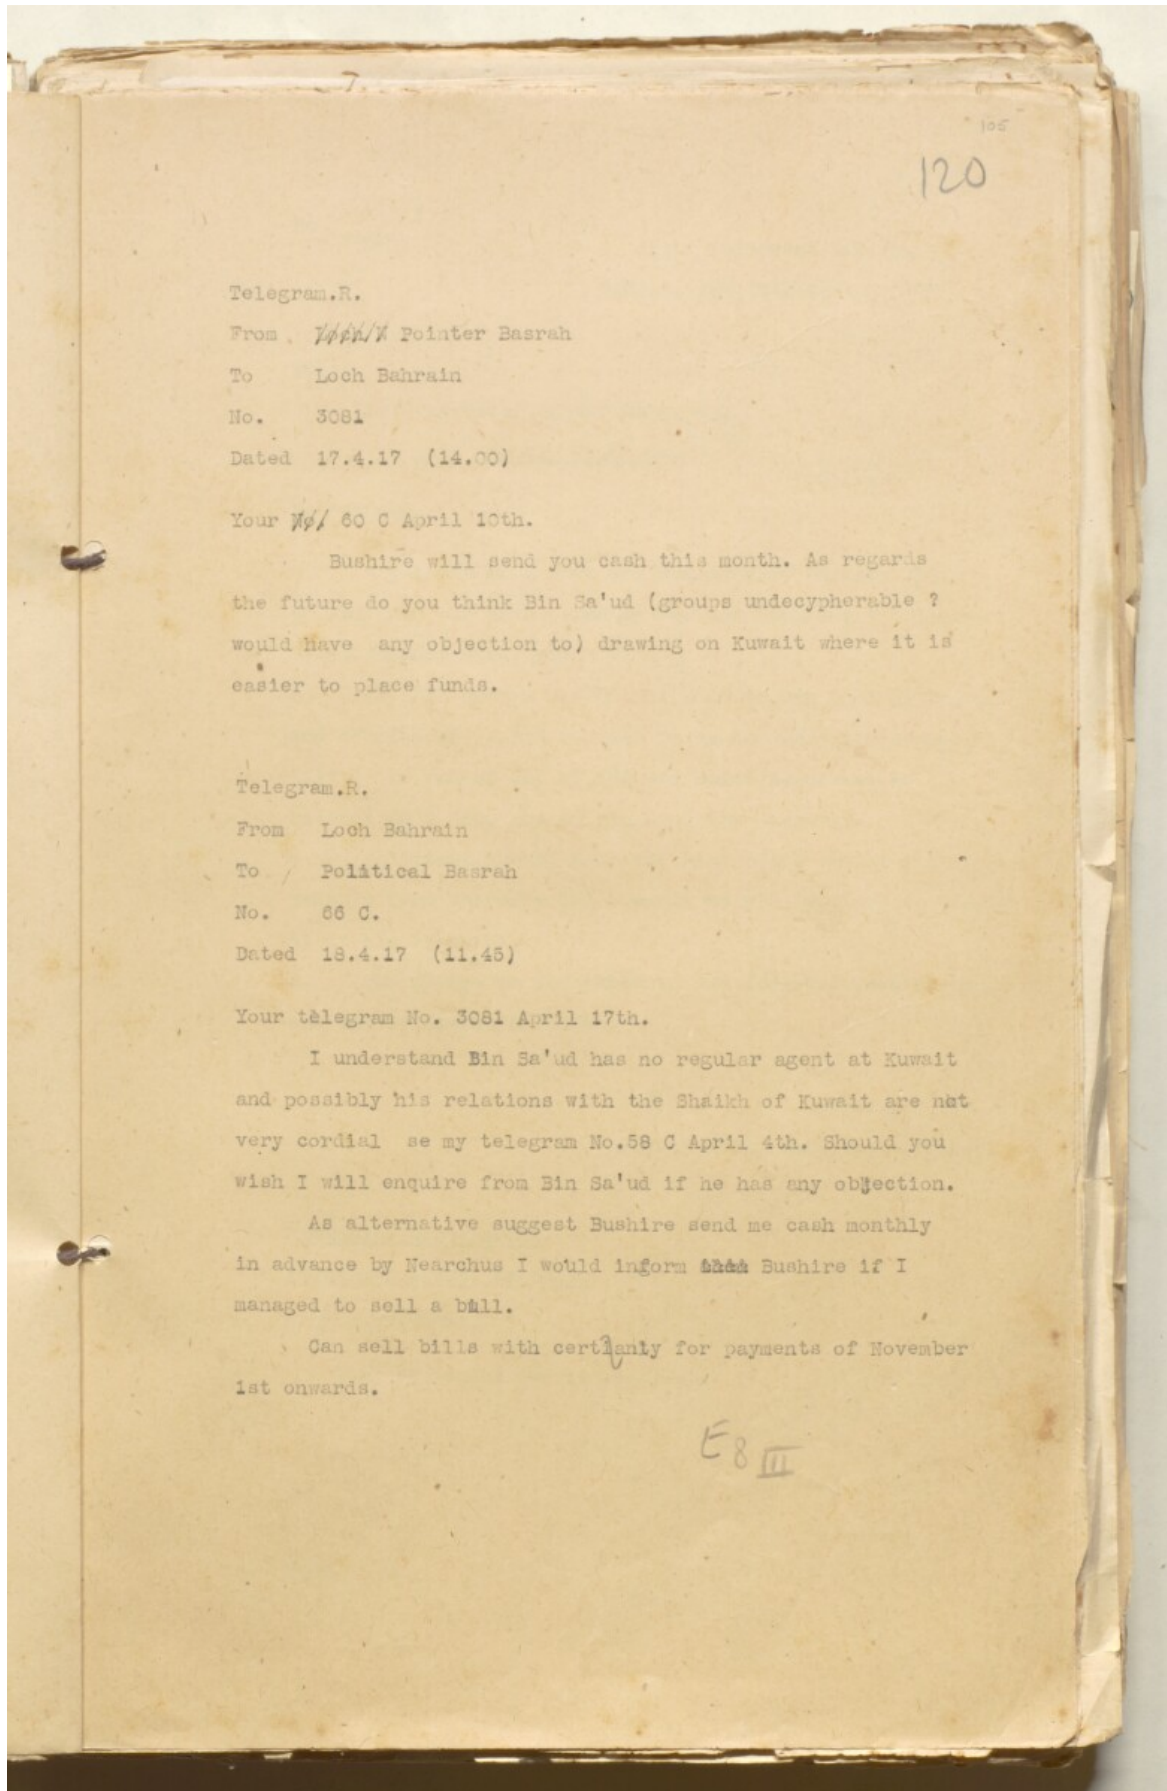 105
120
Telegram.R.
From Pointer Basrah
To Loch Bahrain
No. 3081
Dated 17.4.17 (14.00)
Your 60 C April 10th.
Bushire will send you cash this month. As regards
the future do you think Bin Sa'ud (groups undecypherable ?
would have any objection to) drawing on Kuwait where it is
easier to place funds.
Telegram.R.
From Loch Bahrain
To Political Basrah
No. 66 C.
Dated 18.4.17 (11.45)
Your telegram No. 3081 April 17th.
I understand Bin Sa'ud has no regular agent at Kuwait
and possibly his relations with the Shaikh of Kuwait are not
very cordial se my telegram No.58 C April 4th. Should you
wish I will enquire from Bin Sa'ud if he has any objection.
As alternative suggest Bushire send me cash monthly
in advance by Nearchus I would inform Bushire if I
managed to sell a bill.
Can sell bills with certianty for payments of November
1st onwards.
E 8 III